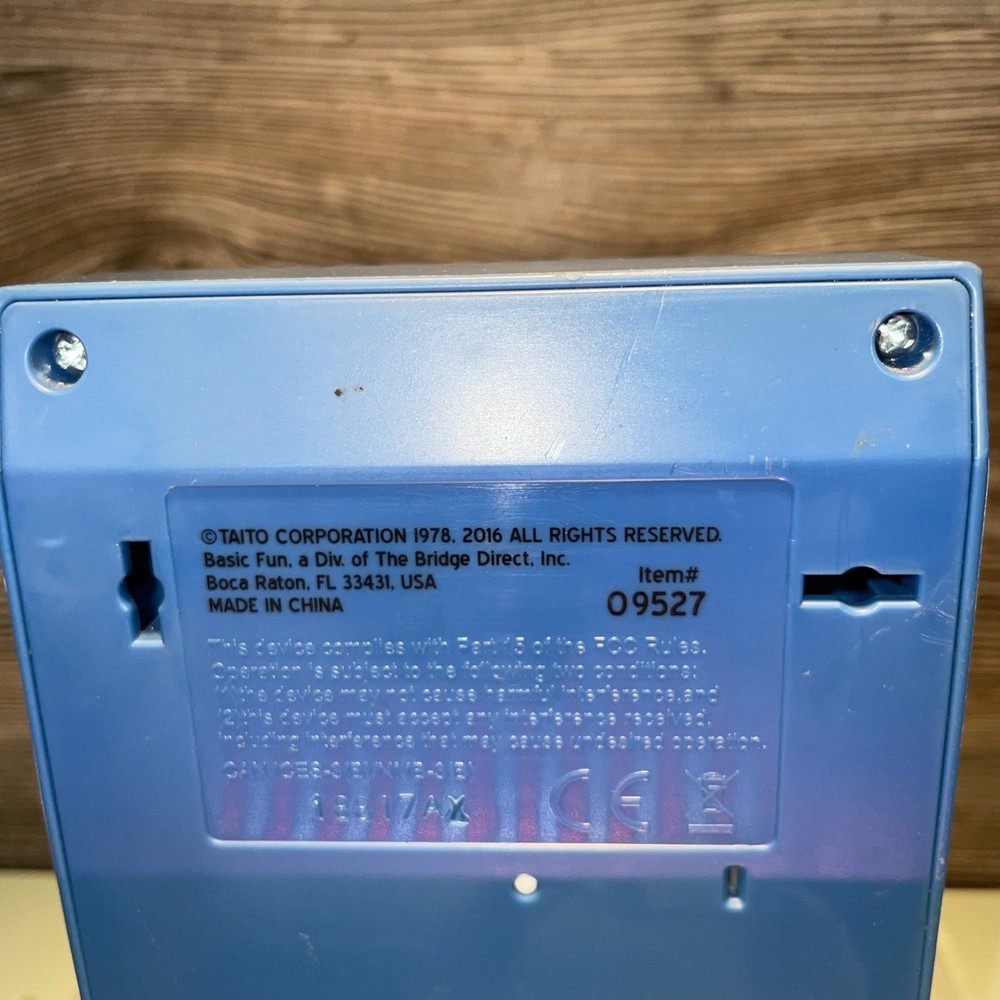 ©TAITO CORPORATION 1978, 2016 ALL RIGHTS RESERVED.
Basic Fun, a Div. of The Bridge Direct, Inc.
Boca Raton, FL 33431, USA
MADE IN CHINA
Item#
09527
This device complies with Part 15 of the FCC Rules.
Operation is subject to the following two conditions:
(1)the device may not cause harmful interference,and
(2)this device must accept any interference received,
including interference that may cause undesired operation.
CE